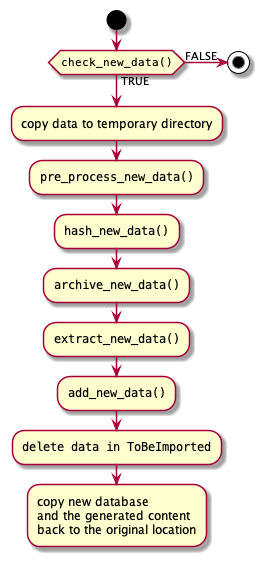 check_new_data()
FALSE
TRUE
copy data to temporary directory
pre_process_new_data()
hash_new_data()
archive_new_data()
extract_new_data()
add_new_data()
delete data in ToBeImported
copy new database
and the generated content
back to the original location